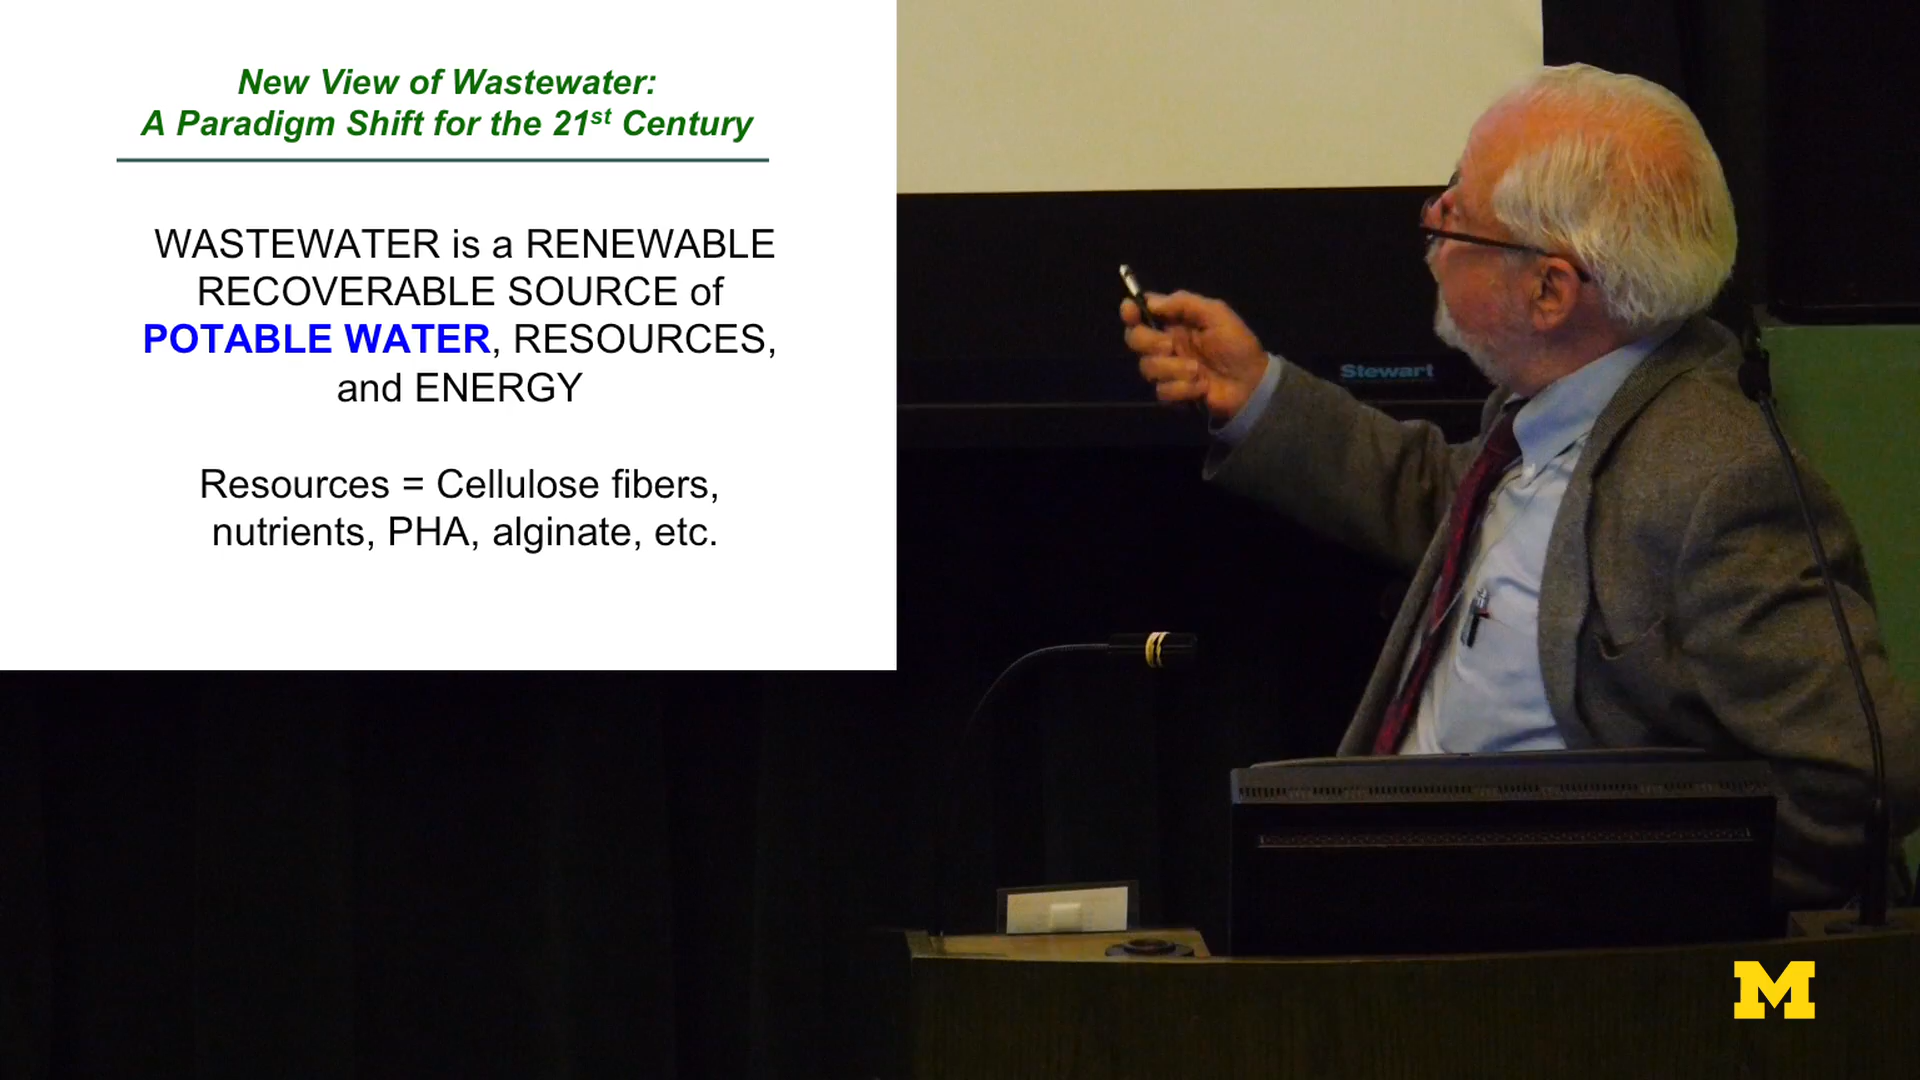 New View of Wastewater:
A Paradigm Shift for the 21st Century
WASTEWATER is a RENEWABLE
RECOVERABLE SOURCE of
POTABLE WATER, RESOURCES,
and ENERGY
Resources = Cellulose fibers,
nutrients, PHA, alginate, etc.
Stewart
M